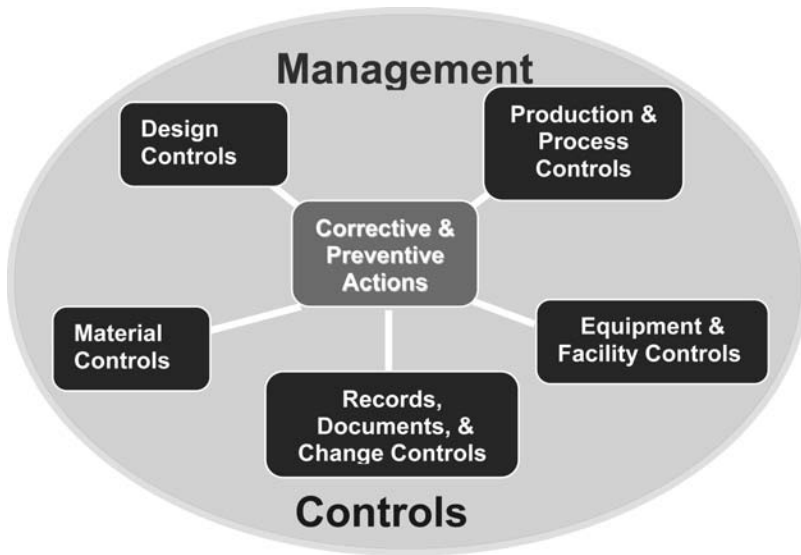 Management
Design
Controls
Production &
Process
Controls
Corrective &
Preventive
Actions
Material
Controls
Equipment &
Facility Controls
Records,
Documents, &
Change Controls
Controls